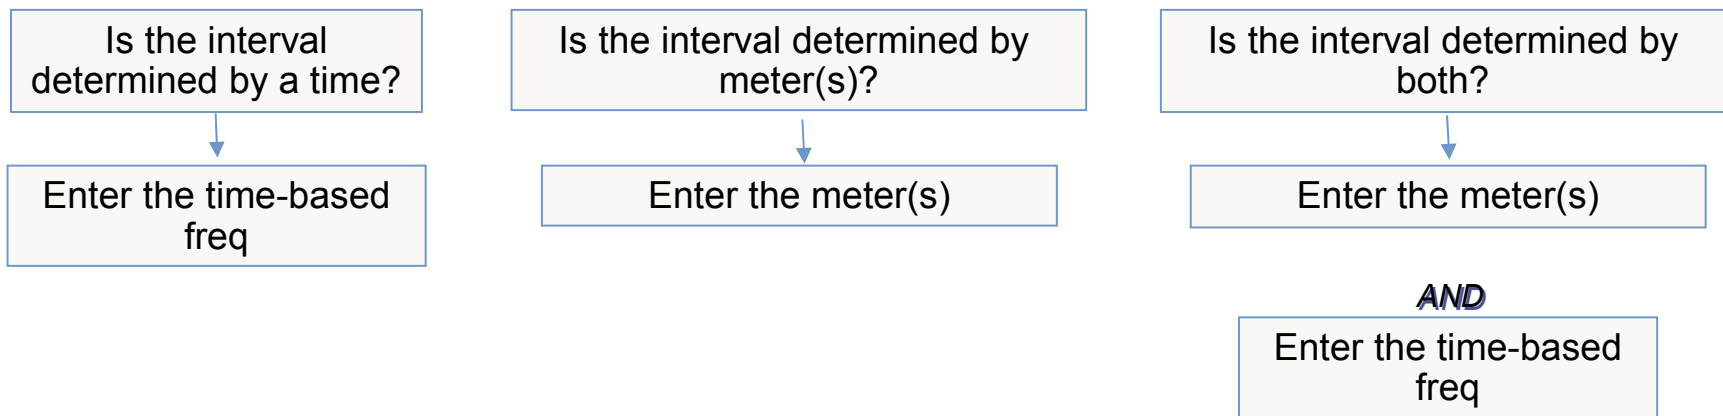 Is the interval
determined by a time?
Enter the time-based
freq
Is the interval determined by
meter(s)?
Enter the meter(s)
Is the interval determined by
both?
Enter the meter(s)
AND
Enter the time-based
freq